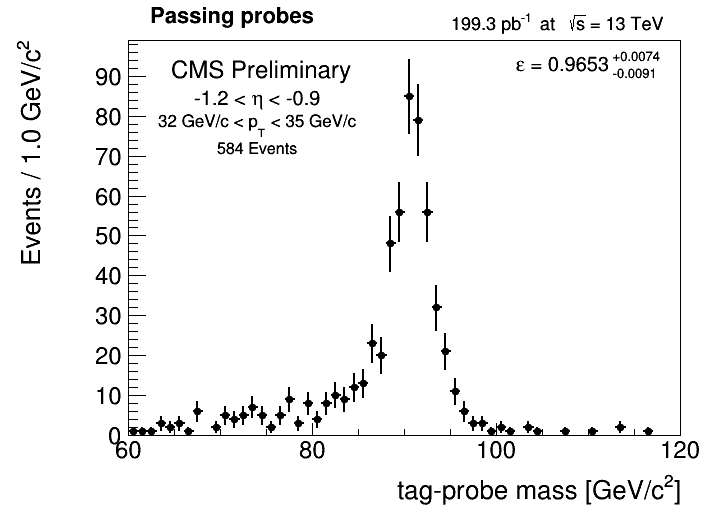 Passing probes
199.3 pb⁻¹ at √s = 13 TeV
CMS Preliminary
ε = 0.9653 +0.0074 -0.0091
-1.2 < η < -0.9
32 GeV/c < p_T < 35 GeV/c
584 Events
Events / 1.0 GeV/c²
90
80
70
60
50
40
30
20
10
0
60 80 100 120
tag-probe mass [GeV/c²]